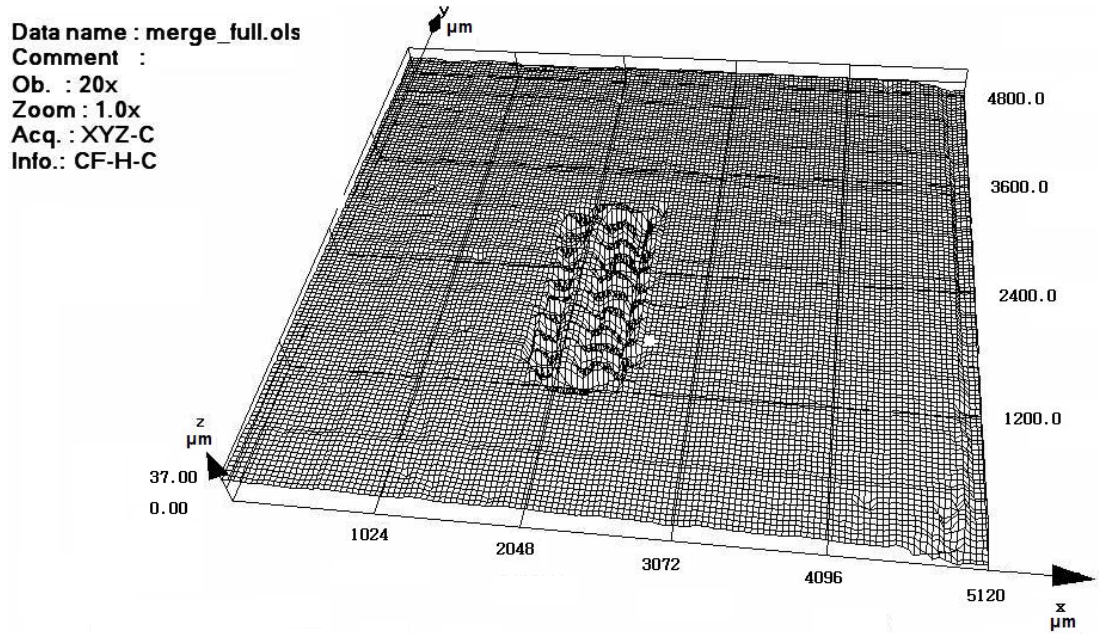 Data name : merge_full.ols
Comment   :
Ob.  : 20x
Zoom : 1.0x
Acq. : XYZ-C
Info.: CF-H-C
y
µm
4800.0
3600.0
2400.0
1200.0
z
µm
37.00
0.00
1024
2048
3072
4096
5120
x
µm